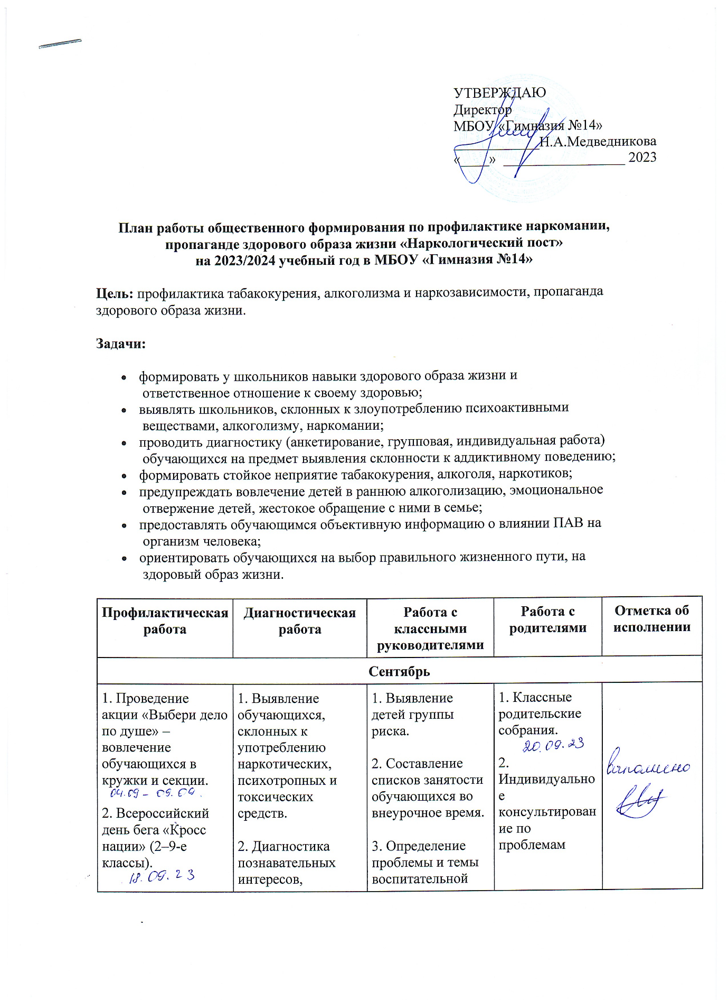 УТВЕРЖДАЮ
Директор
МБОУ «Гимназия №14»
____________Н.А.Медведникова
«____» _________________ 2023
План работы общественного формирования по профилактике наркомании,
пропаганде здорового образа жизни «Наркологический пост»
на 2023/2024 учебный год в МБОУ «Гимназия №14»
Цель: профилактика табакокурения, алкоголизма и наркозависимости, пропаганда
здорового образа жизни.
Задачи:
• формировать у школьников навыки здорового образа жизни и
ответственное отношение к своему здоровью;
• выявлять школьников, склонных к злоупотреблению психоактивными
веществами, алкоголизму, наркомании;
• проводить диагностику (анкетирование, групповая, индивидуальная работа)
обучающихся на предмет выявления склонности к аддиктивному поведению;
• формировать стойкое неприятие табакокурения, алкоголя, наркотиков;
• предупреждать вовлечение детей в раннюю алкоголизацию, эмоциональное
отвержение детей, жестокое обращение с ними в семье;
• предоставлять обучающимся объективную информацию о влиянии ПАВ на
организм человека;
• ориентировать обучающихся на выбор правильного жизненного пути, на
здоровый образ жизни.
Профилактическая
работа
Диагностическая
работа
Работа с
классными
руководителями
Работа с
родителями
Отметка об
исполнении
Сентябрь
1. Проведение
акции «Выбери дело
по душе» –
вовлечение
обучающихся в
кружки и секции.
04.09 - 09.09.
2. Всероссийский
день бега «Кросс
нации» (2–9-е
классы).
18.09.23
1. Выявление
обучающихся,
склонных к
употреблению
наркотических,
психотропных и
токсических
средств.
2. Диагностика
познавательных
интересов,
1. Выявление
детей группы
риска.
2. Составление
списков занятости
обучающихся во
внеурочное время.
3. Определение
проблемы и темы
воспитательной
1. Классные
родительские
собрания.
20.09.23
2.
Индивидуально
е
консультирован
ие по
проблемам
выполнено